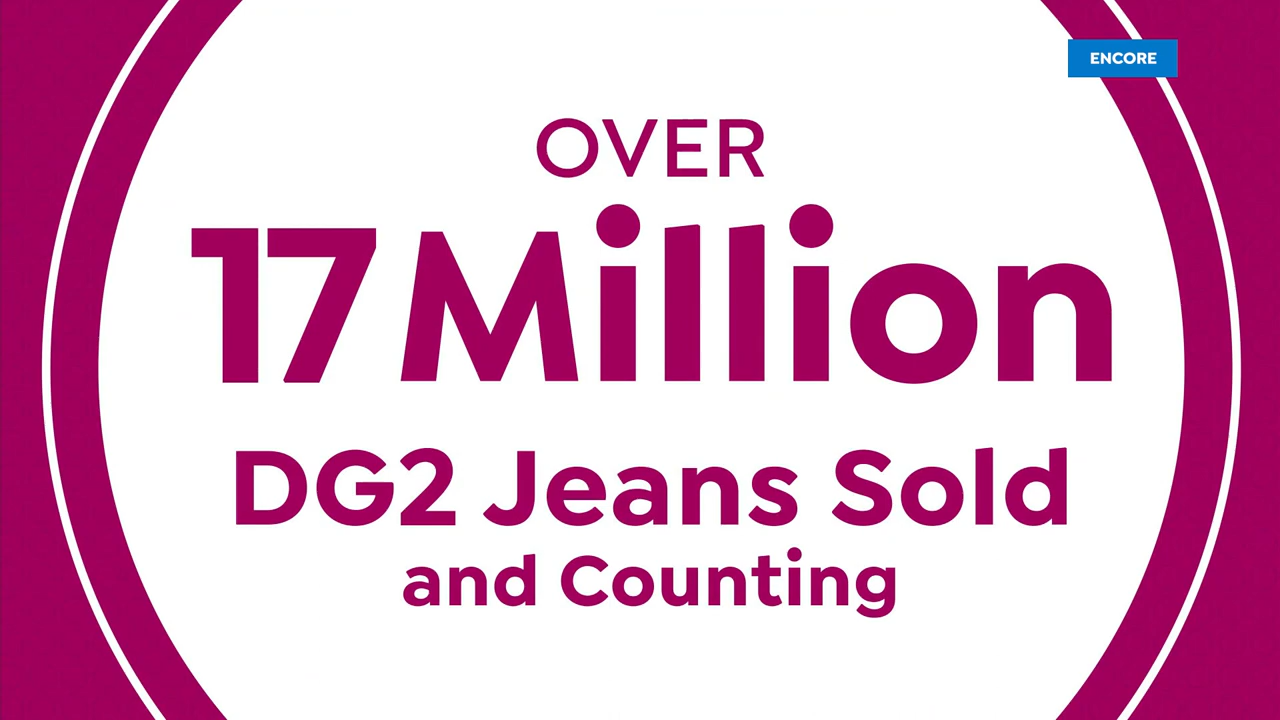 ENCORE
OVER
17 Million
DG2 Jeans Sold
and Counting